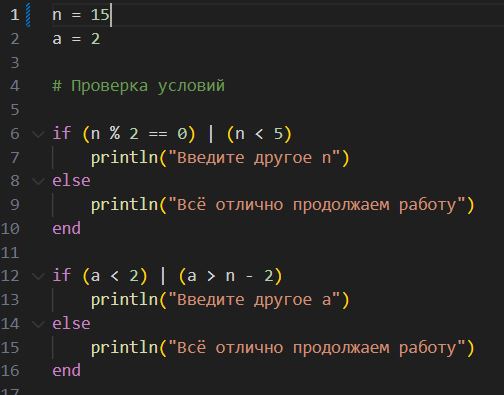 1 n = 15
2 a = 2
3
4 # Проверка условий
5
6 if (n % 2 == 0) | (n < 5)
7 println("Введите другое n")
8 else
9 println("Всё отлично продолжаем работу")
10 end
11
12 if (a < 2) | (a > n - 2)
13 println("Введите другое a")
14 else
15 println("Всё отлично продолжаем работу")
16 end
17